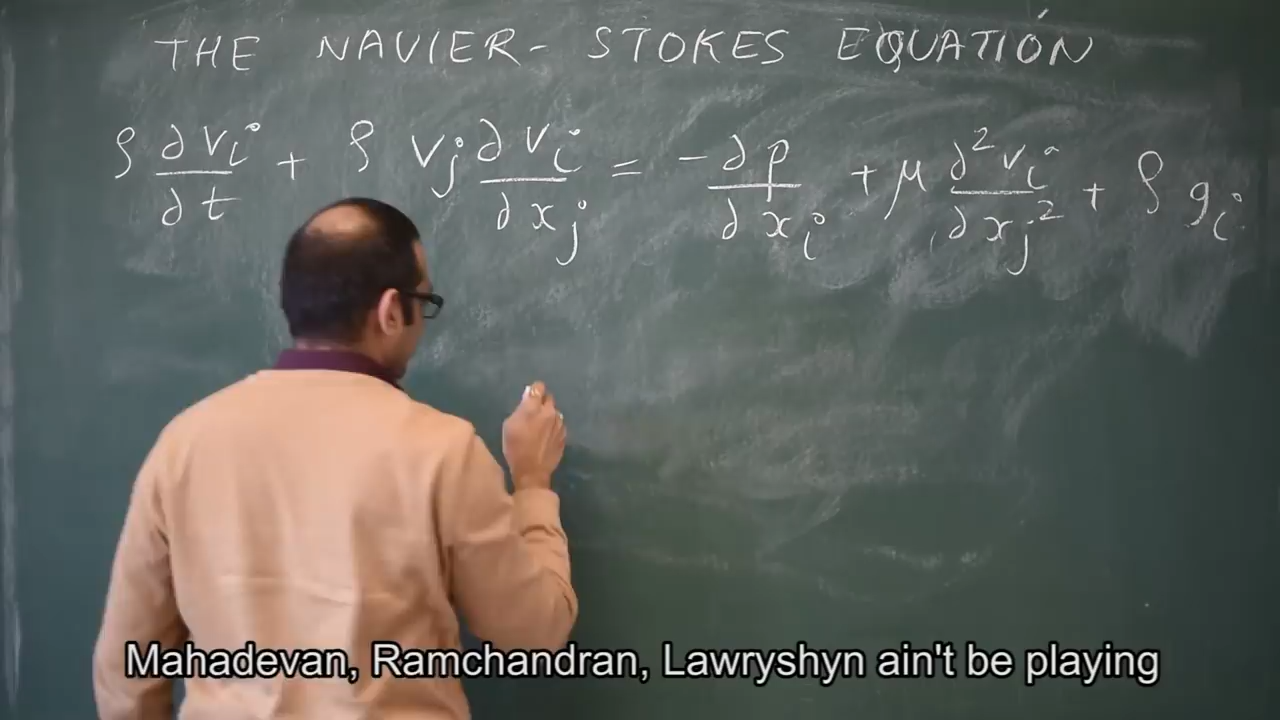 THE NAVIER-STOKES EQUATION
ρ ∂vᵢ/∂t + ρ vⱼ ∂vᵢ/∂xⱼ = -∂p/∂xᵢ + μ ∂²vᵢ/∂xⱼ² + ρ gᵢ
Mahadevan, Ramchandran, Lawryshyn ain't be playing